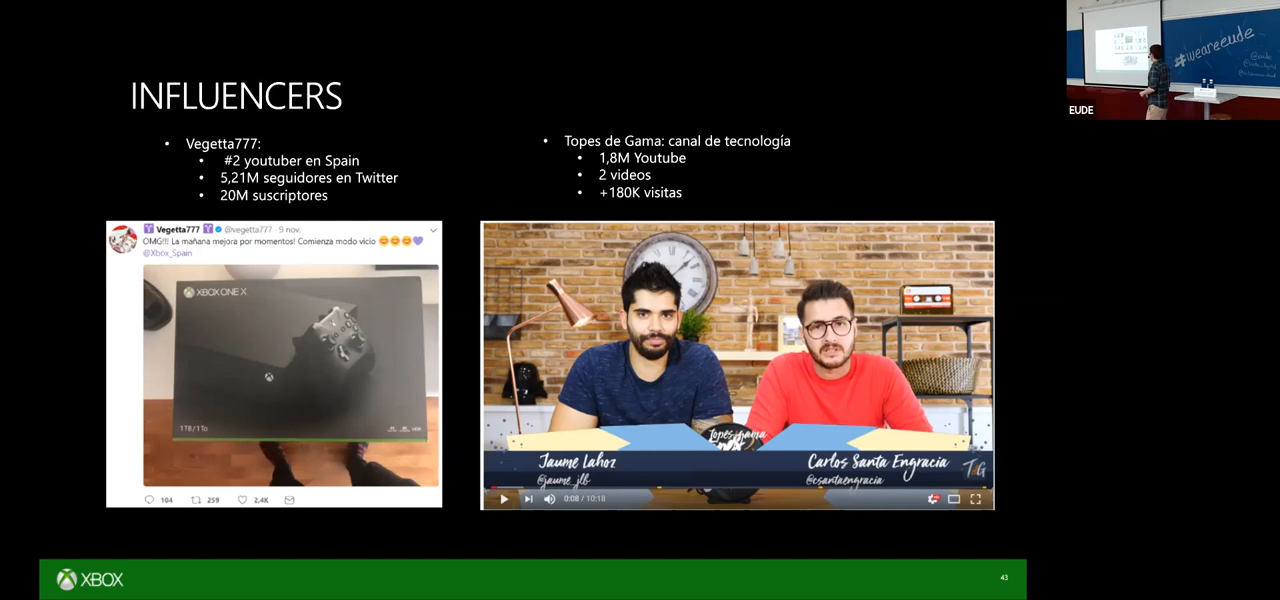 INFLUENCERS
• Vegetta777:
• #2 youtuber en Spain
• 5,21M seguidores en Twitter
• 20M suscriptores
• Topes de Gama: canal de tecnología
• 1,8M Youtube
• 2 videos
• +180K visitas
Vegetta777 @vegetta777 · 9 nov.
OMG!!! La mañana mejora por momentos! Comienza modo vicio
@Xbox_Spain
XBOX ONE X
1TB/1To
104 259 2,4K
topes gama
Jaume Lahoz
@jaume_jlb
Carlos Santa Engracia
@csantaengracia
TdG
0:08 / 10:18
XBOX
43
#weareeude
EUDE